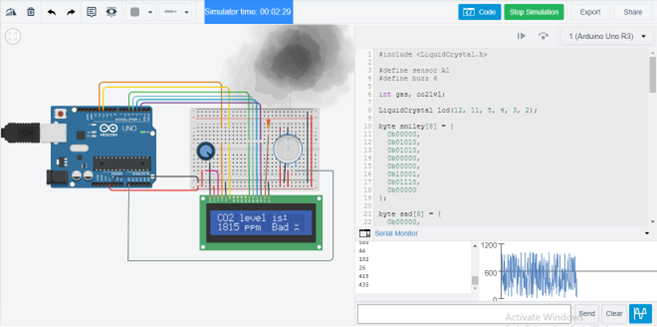 Simulator time: 00:02:29
Code
Stop Simulation
Export
Share
1 (Arduino Uno R3)
1 #include <LiquidCrystal.h>
2
3 #define sensor A1
4 #define buzz 6
5
6 int gas, co2lvl;
7
8 LiquidCrystal lcd(12, 11, 5, 4, 3, 2);
9
10 byte smiley[8] = {
11 0b00000,
12 0b01010,
13 0b01010,
14 0b00000,
15 0b00000,
16 0b10001,
17 0b01110,
18 0b00000
19 };
20
21 byte sad[8] = {
22 0b00000,
UNO
ARDUINO
CO2 level is:
1815 ppm Bad
Serial Monitor
44
192
26
415
435
1200
600
0
Activate Windows
Send
Clear